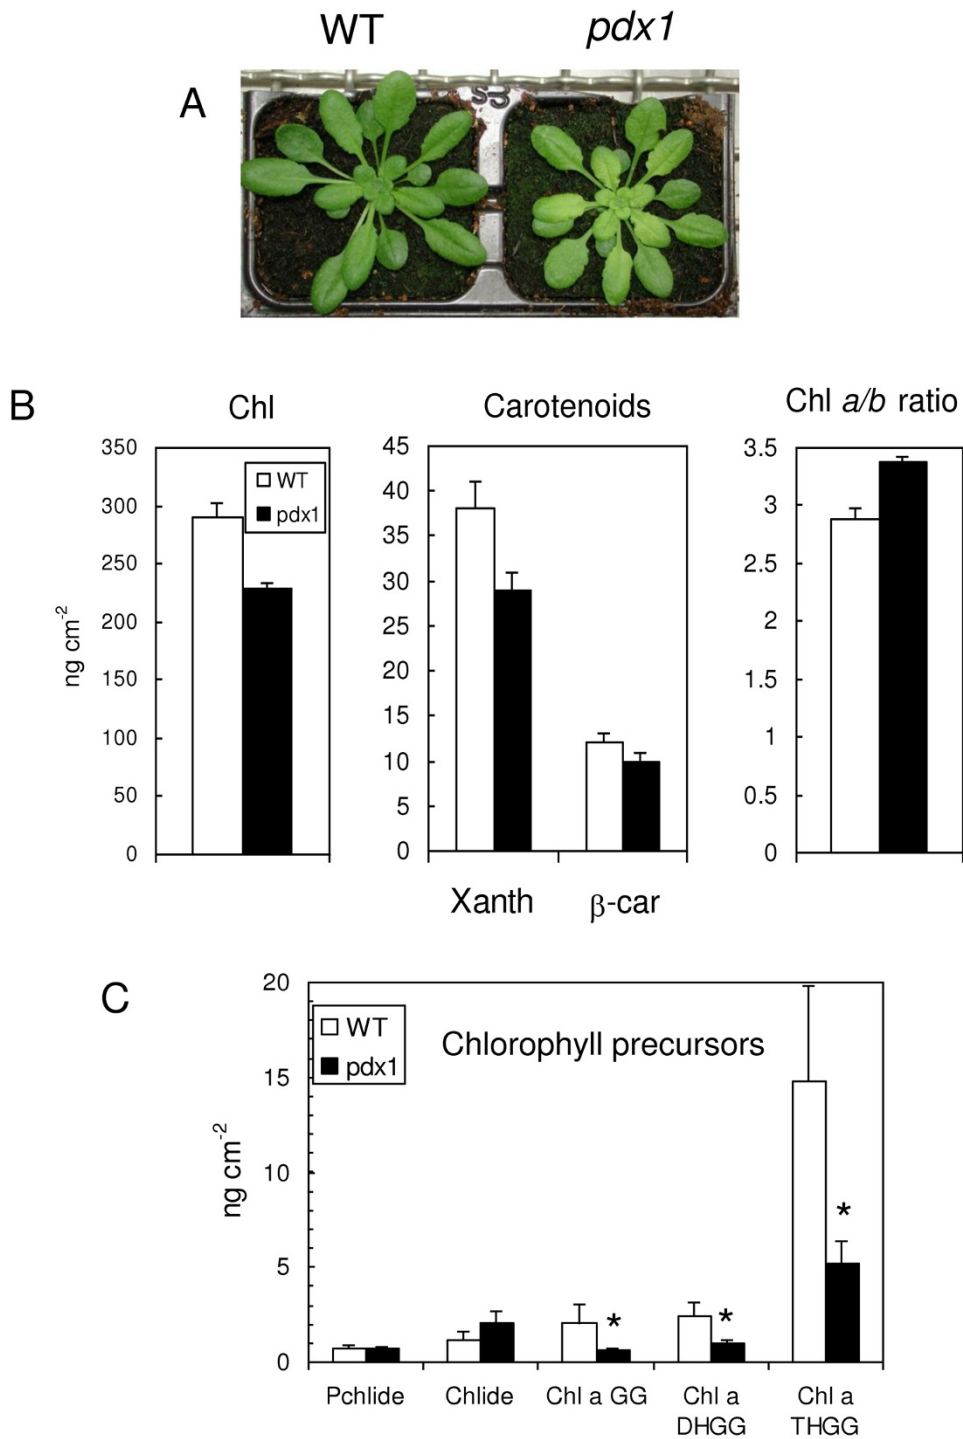 WT pdx1
A
s3
B
Chl Carotenoids Chl a/b ratio
350 45 3.5
WT
300 40 3
pdx1
250 35 2.5
200 30 2
150 25 1.5
100 20 1
50 15 0.5
0 10 0
5
0
ng cm-2
Xanth β-car
C
20
WT
pdx1
Chlorophyll precursors
15
10
5
0
ng cm-2
Pchlide Chlide Chl a GG Chl a DHGG Chl a THGG
* * *